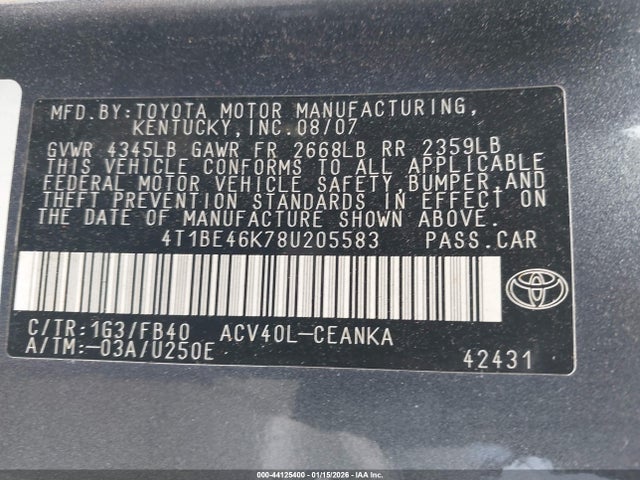 MFD.BY:TOYOTA MOTOR MANUFACTURING,
KENTUCKY,INC.08/07
GVWR 4345LB GAWR FR 2668LB RR 2359LB
THIS VEHICLE CONFORMS TO ALL APPLICABLE
FEDERAL MOTOR VEHICLE SAFETY,BUMPER,AND
THEFT PREVENTION STANDARDS IN EFFECT ON
THE DATE OF MANUFACTURE SHOWN ABOVE.
4T1BE46K78U205583 PASS.CAR
C/TR:1G3/FB40 ACV40L-CEANKA
A/TM:-03A/U250E 42431
000-44125400 - 01/15/2026 - IAA Inc.